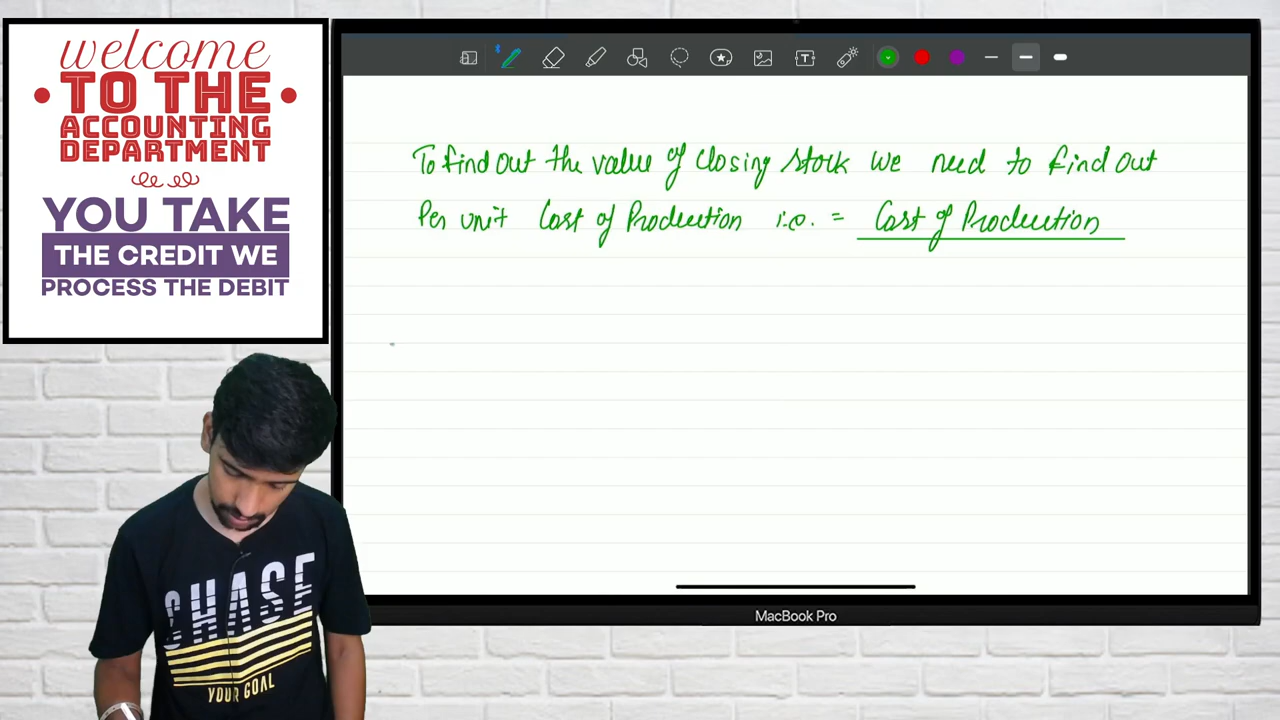 welcome
TO THE
ACCOUNTING
DEPARTMENT
YOU TAKE
THE CREDIT WE
PROCESS THE DEBIT
To find out the value of closing stock we need to find out
Per unit Cost of Production i.e. = Cost of Production
CHASE
YOUR GOAL
MacBook Pro